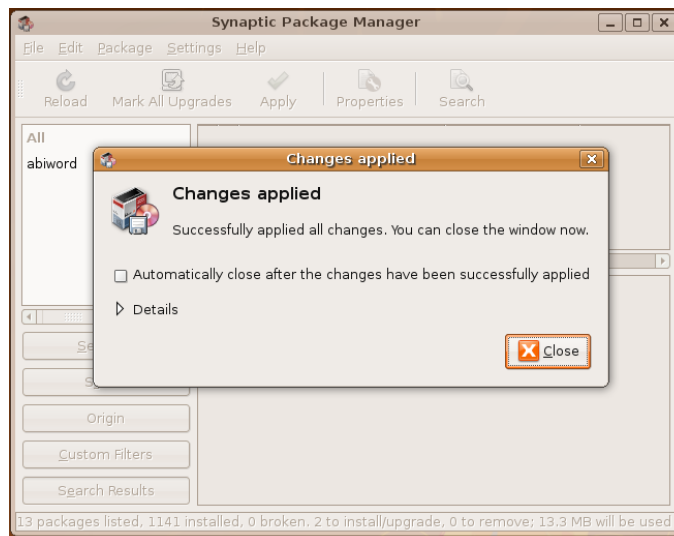 Synaptic Package Manager
File Edit Package Settings Help
Reload Mark All Upgrades Apply Properties Search
All
abiword
Changes applied
Changes applied
Successfully applied all changes. You can close the window now.
Automatically close after the changes have been successfully applied
Details
Close
Origin
Custom Filters
Search Results
13 packages listed, 1141 installed, 0 broken. 2 to install/upgrade, 0 to remove; 13.3 MB will be used